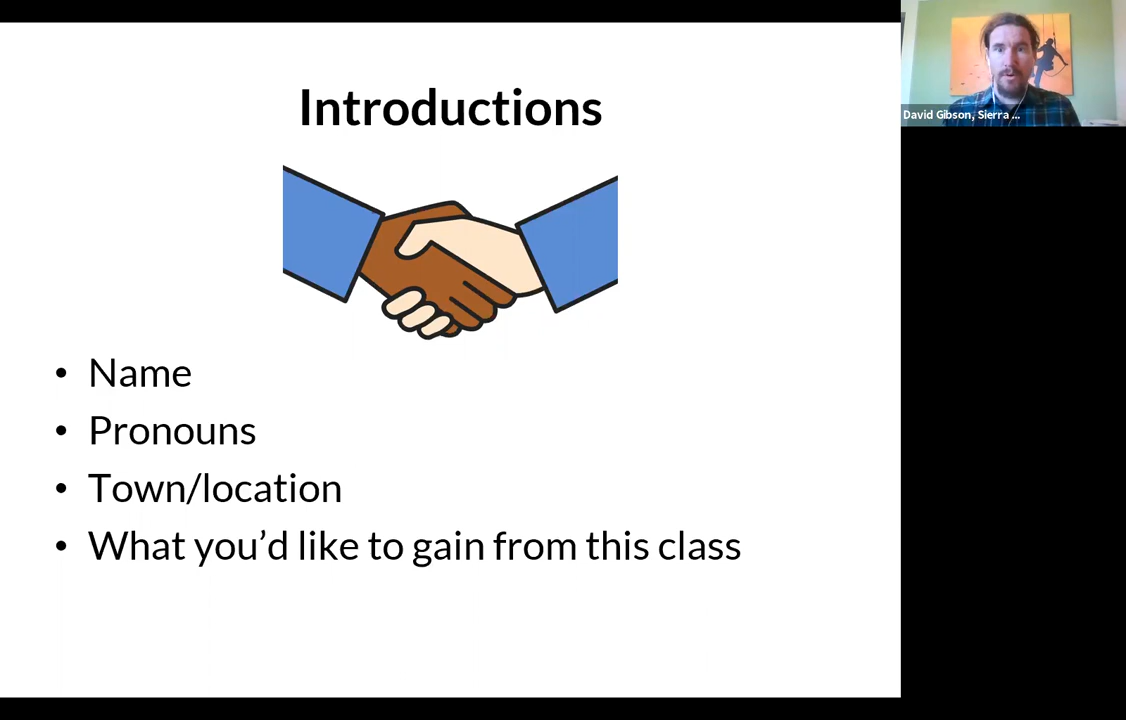 Introductions
David Gibson, Sierra ...
• Name
• Pronouns
• Town/location
• What you’d like to gain from this class